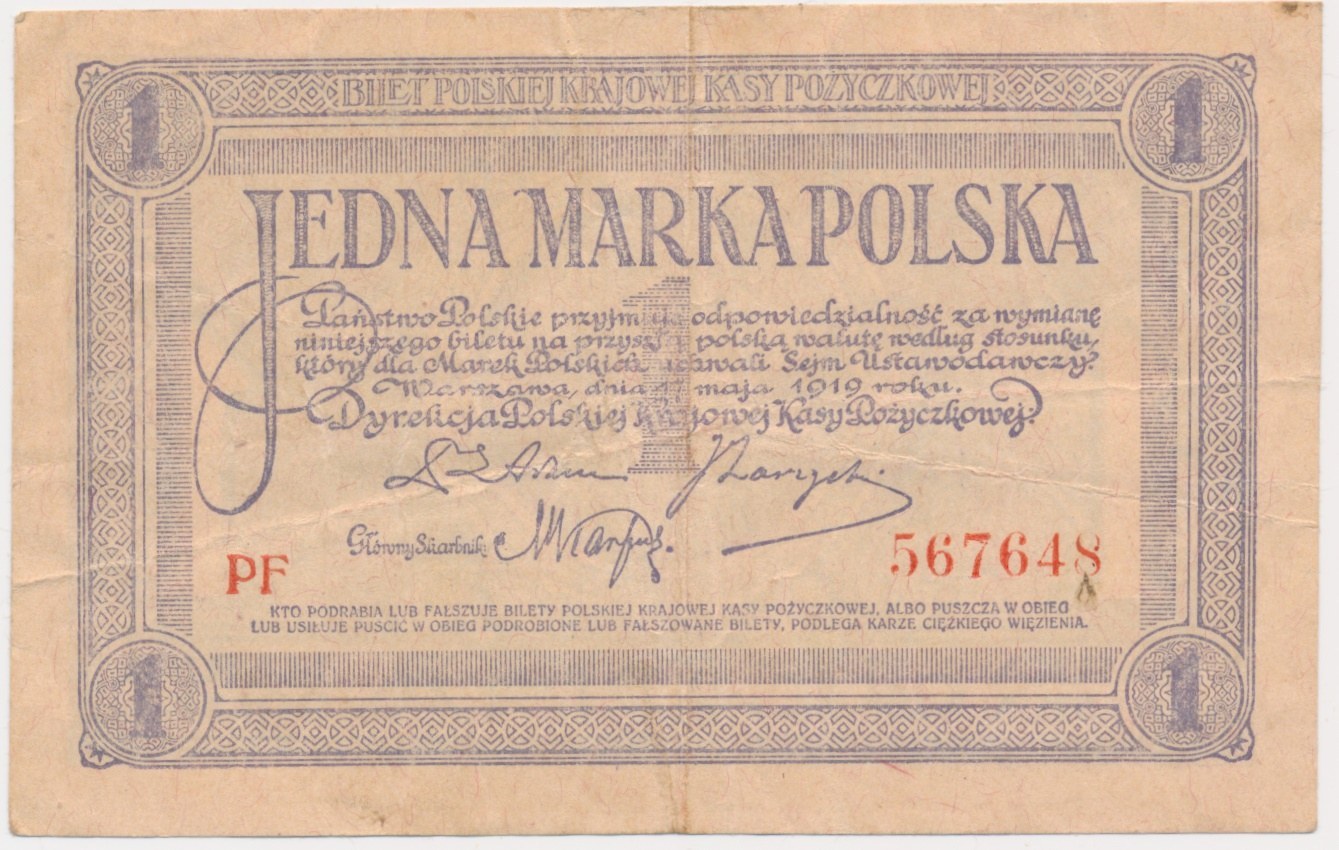 BILET POLSKIEJ KRAJOWEJ KASY POŻYCZKOWEJ
1 1
JEDNA MARKA POLSKA
1
Państwo Polskie przyjmuje odpowiedzialność za wymianę
niniejszego biletu na przyszłą polską walutę według stosunku,
który dla Marek Polskich uchwali Sejm Ustawodawczy.
Warszawa, dnia 17 maja 1919 roku.
Dyrekcja Polskiej Krajowej Kasy Pożyczkowej.
Główny Skarbnik:
PF 567648
KTO PODRABIA LUB FAŁSZUJE BILETY POLSKIEJ KRAJOWEJ KASY POŻYCZKOWEJ, ALBO PUSZCZA W OBIEG
LUB USIŁUJE PUŚCIĆ W OBIEG PODROBIONE LUB FAŁSZOWANE BILETY, PODLEGA KARZE CIĘŻKIEGO WIĘZIENIA.
1 1